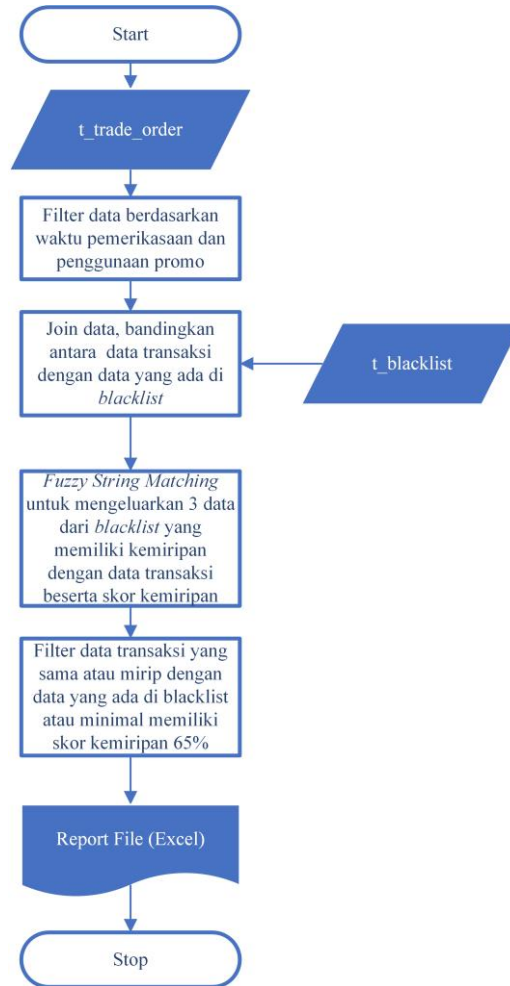 Start
t_trade_order
Filter data berdasarkan
waktu pemerikasaan dan
penggunaan promo
Join data, bandingkan
antara data transaksi
dengan data yang ada di
blacklist
t_blacklist
Fuzzy String Matching
untuk mengeluarkan 3 data
dari blacklist yang
memiliki kemiripan
dengan data transaksi
beserta skor kemiripan
Filter data transaksi yang
sama atau mirip dengan
data yang ada di blacklist
atau minimal memiliki
skor kemiripan 65%
Report File (Excel)
Stop